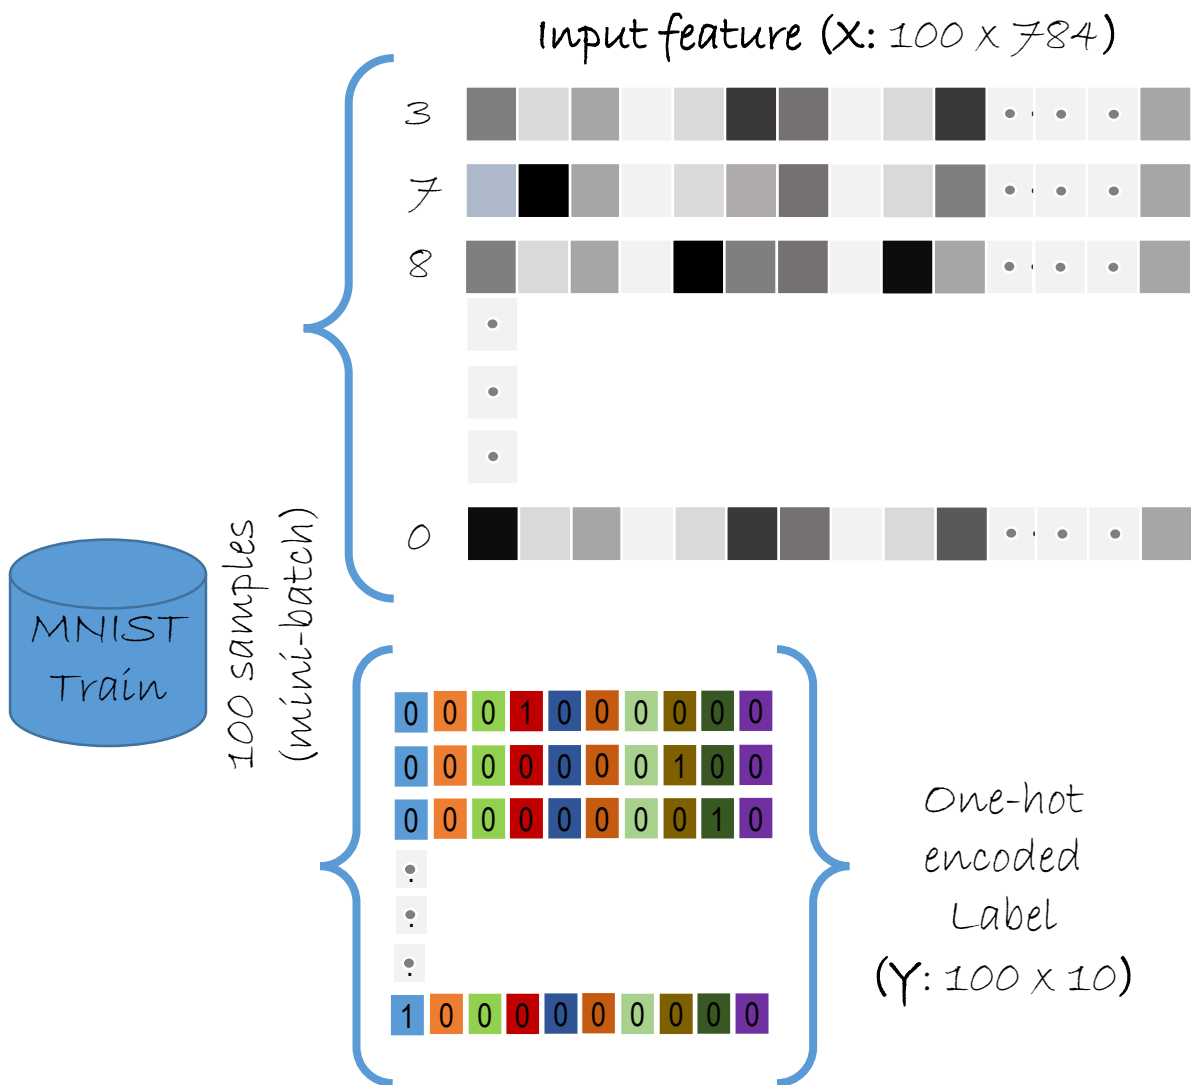 Input feature (X: 100 x 784)
3
7
8
0
MNIST
Train
100 samples
(mini-batch)
0 0 0 1 0 0 0 0 0 0
0 0 0 0 0 0 0 1 0 0
0 0 0 0 0 0 0 0 1 0
1 0 0 0 0 0 0 0 0 0
One-hot
encoded
Label
(Y: 100 x 10)